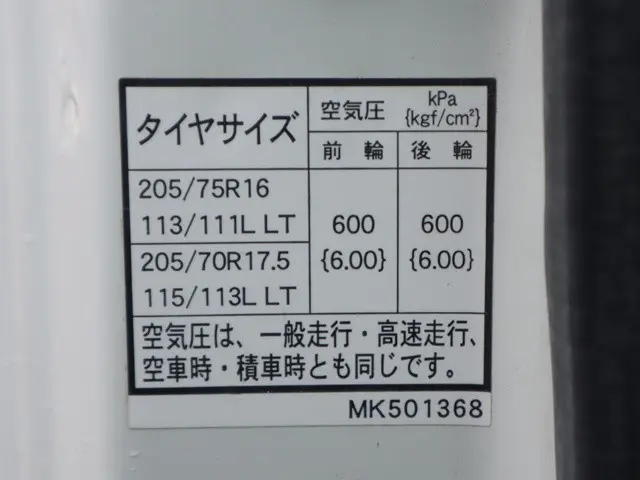 タイヤサイズ
空気圧 kPa
{kgf/cm²}
前輪 後輪
205/75R16
113/111L LT
205/70R17.5
115/113L LT
600 600
{6.00} {6.00}
空気圧は、一般走行・高速走行、
空車時・積車時とも同じです。
MK501368